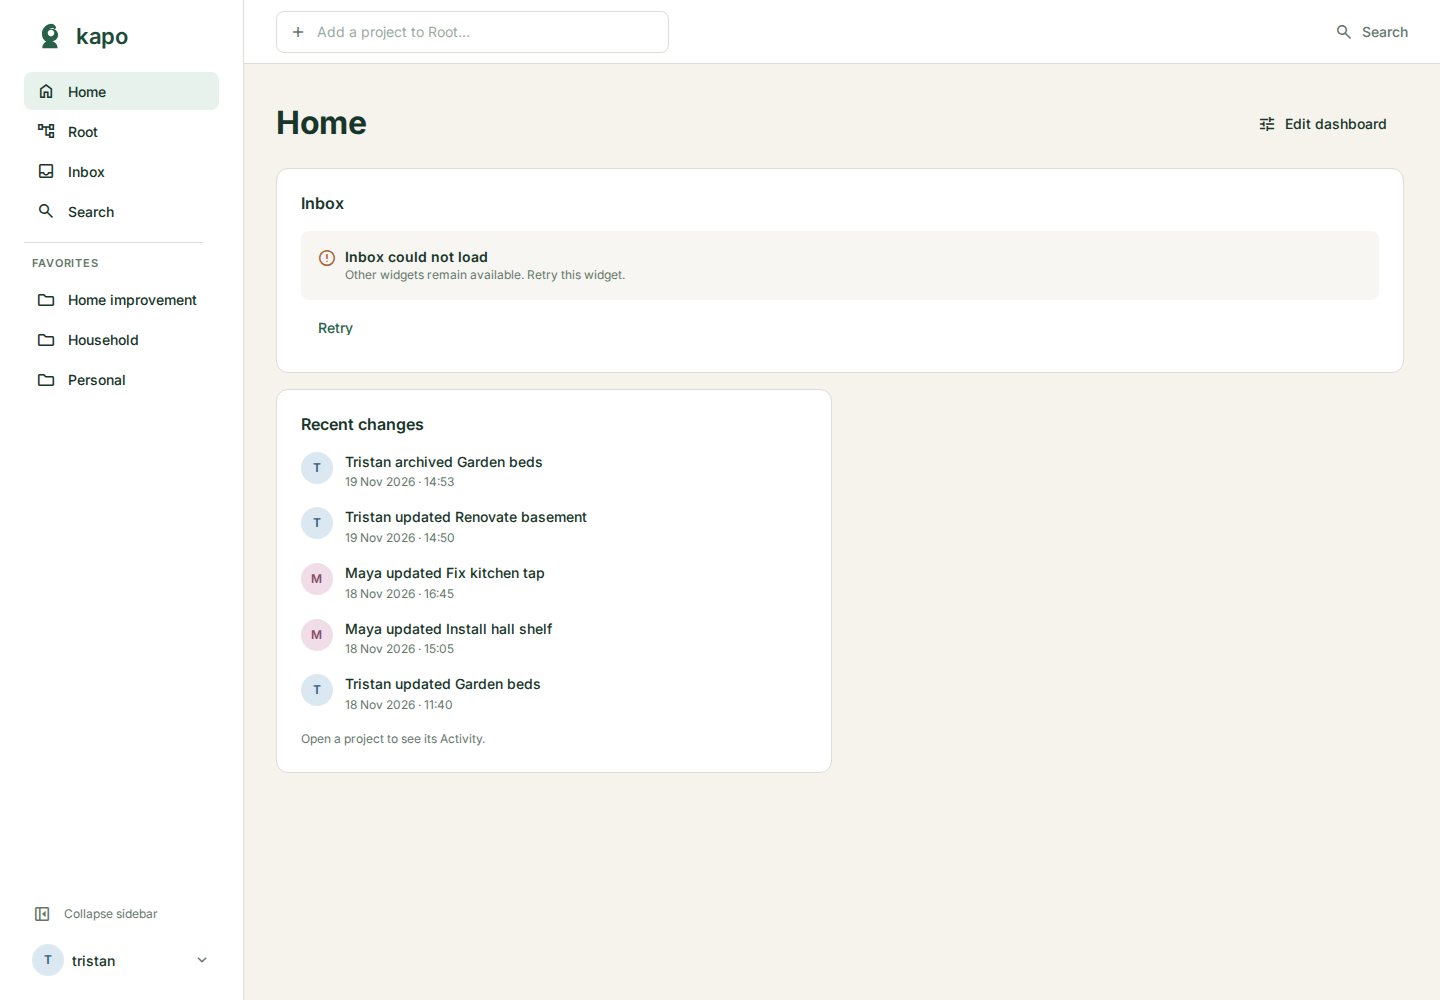 kapo
Home
Root
Inbox
Search
FAVORITES
Home improvement
Household
Personal
Collapse sidebar
T
tristan
Add a project to Root...
Search
Home
Edit dashboard
Inbox
Inbox could not load
Other widgets remain available. Retry this widget.
Retry
Recent changes
T
Tristan archived Garden beds
19 Nov 2026 · 14:53
T
Tristan updated Renovate basement
19 Nov 2026 · 14:50
M
Maya updated Fix kitchen tap
18 Nov 2026 · 16:45
M
Maya updated Install hall shelf
18 Nov 2026 · 15:05
T
Tristan updated Garden beds
18 Nov 2026 · 11:40
Open a project to see its Activity.